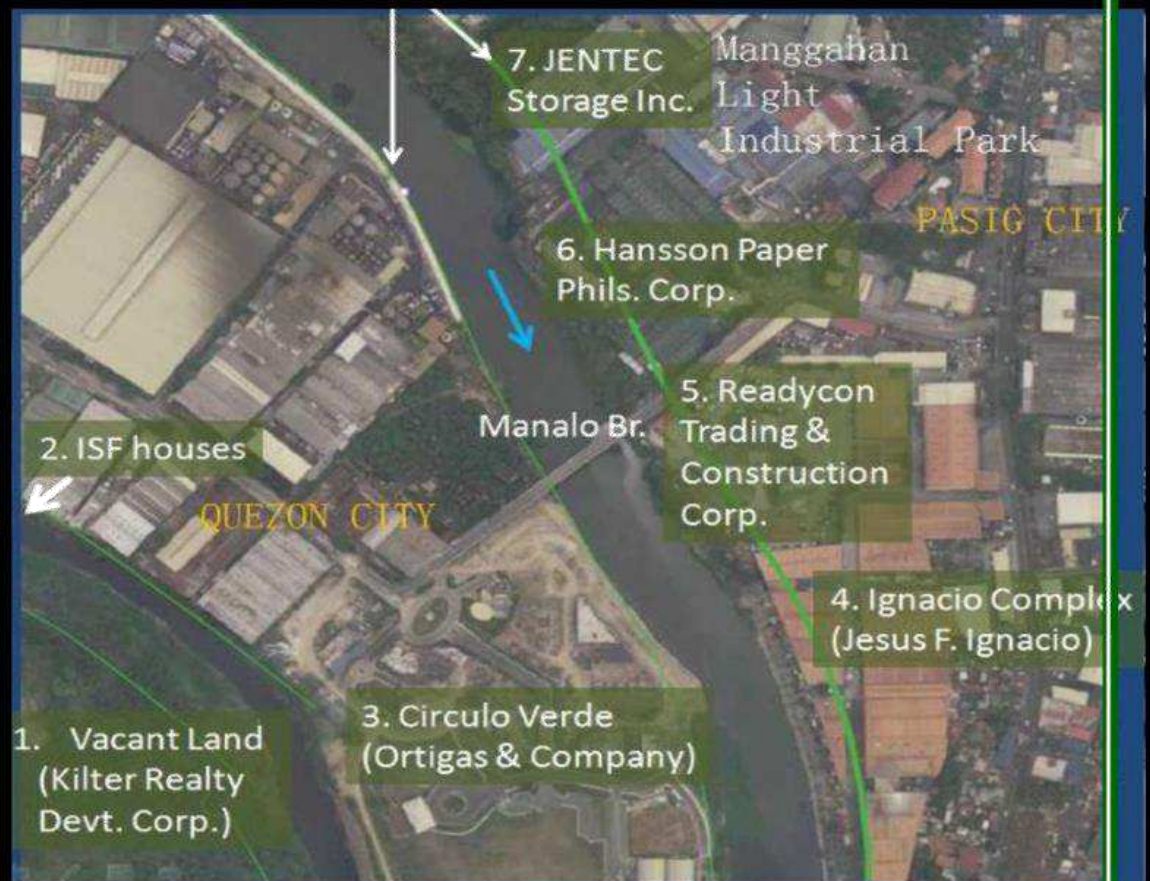 7. JENTEC
Storage Inc.
Manggahan
Light
Industrial Park
PASIG CITY
6. Hansson Paper
Phils. Corp.
Manalo Br.
5. Readycon
Trading &
Construction
Corp.
2. ISF houses
QUEZON CITY
4. Ignacio Complex
(Jesus F. Ignacio)
3. Circulo Verde
(Ortigas & Company)
1. Vacant Land
(Kilter Realty
Devt. Corp.)